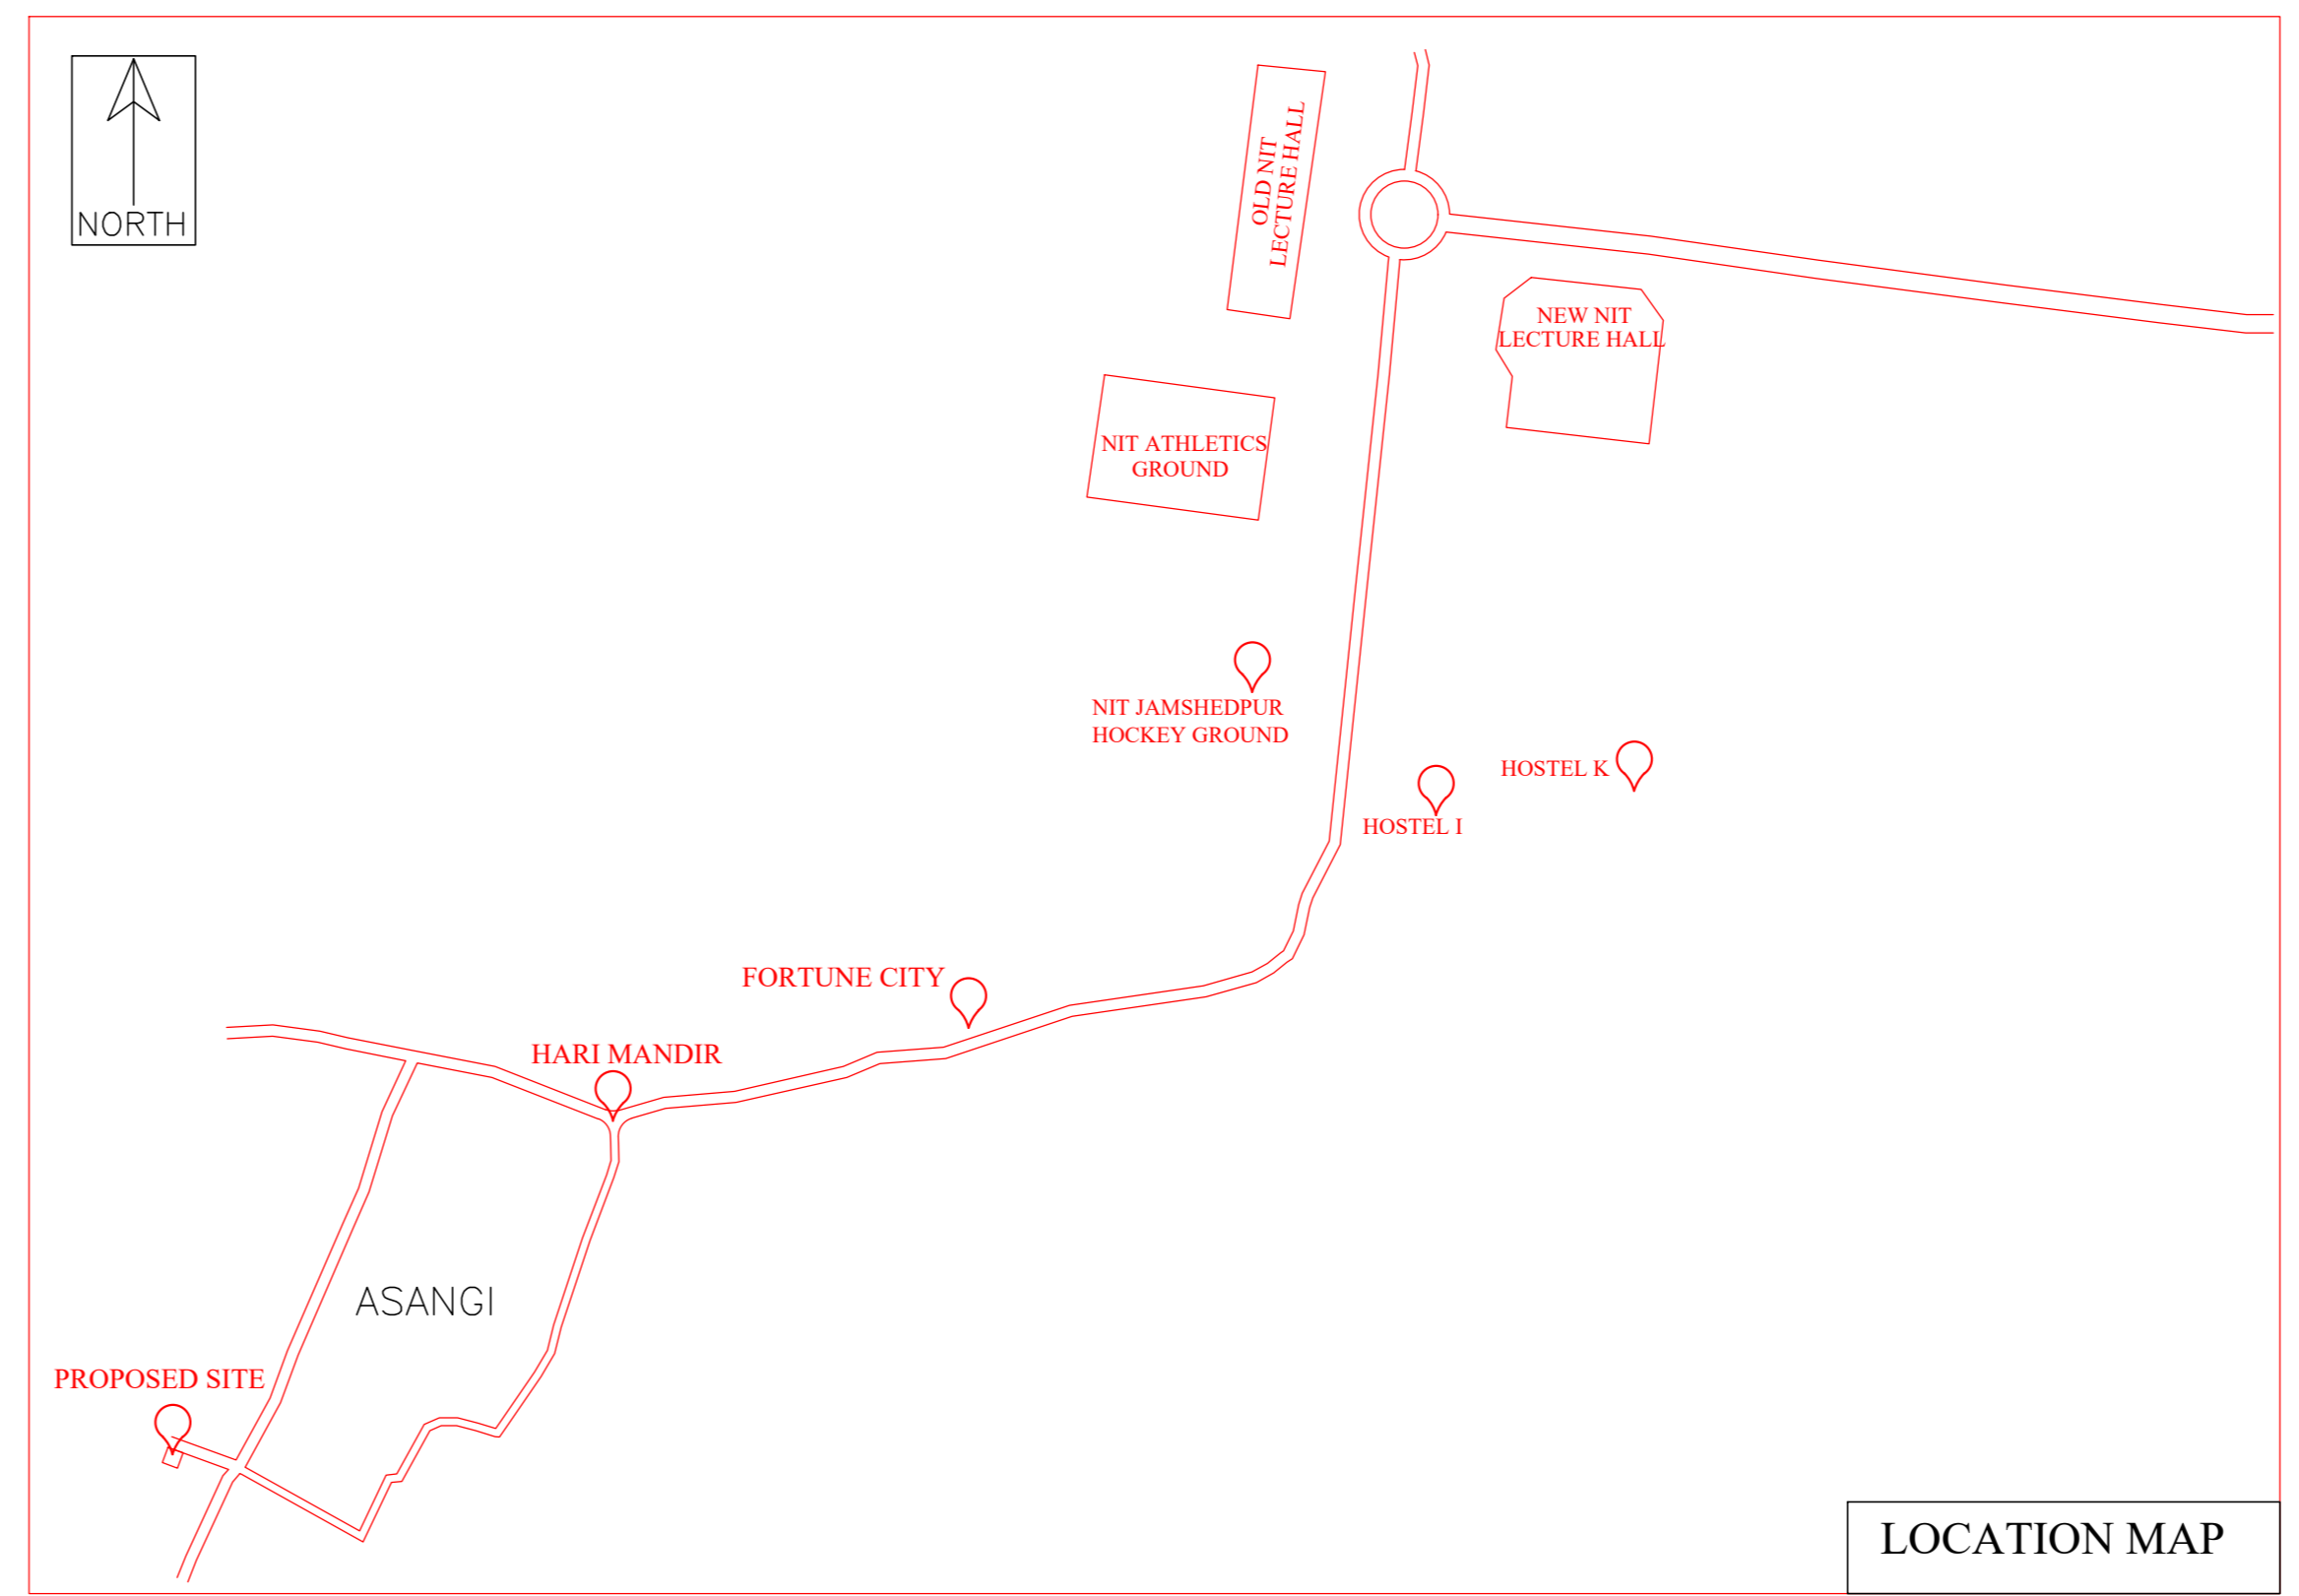 NORTH
OLD NIT
LECTURE HALL
NEW NIT
LECTURE HALL
NIT ATHLETICS
GROUND
NIT JAMSHEDPUR
HOCKEY GROUND
HOSTEL K
HOSTEL I
FORTUNE CITY
HARI MANDIR
ASANGI
PROPOSED SITE
LOCATION MAP